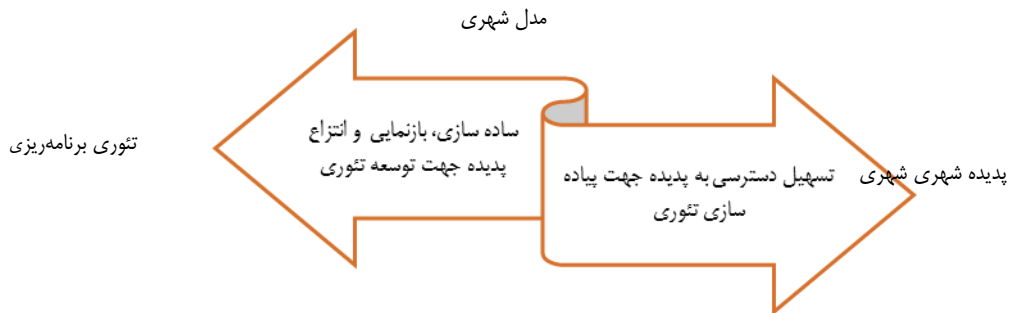 مدل شهری
پدیده شهری شهری
تسهیل دسترسی به پدیده جهت پیاده
سازی تئوری
ساده سازی، بازنمایی و انتزاع
پدیده جهت توسعه تئوری
تئوری برنامه‌ریزی